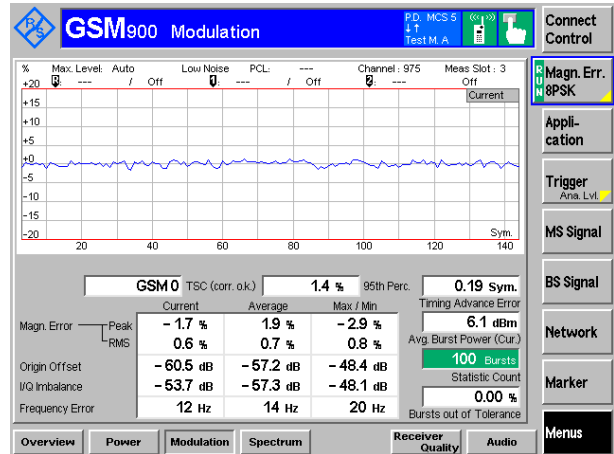 R&S
GSM900 Modulation
P.D. MCS 5
↓↑
Test M. A
Connect Control
% Max. Level: Auto Low Noise PCL: --- Channel : 975 Meas Slot : 3
--- / Off --- / Off --- Off
Current
RUN
Magn. Err. 8PSK
+20
+15
+10
+5
+0
-5
-10
-15
-20
Sym.
20 40 60 80 100 120 140
Appli-
cation
Trigger
Ana. Lvl.
MS Signal
BS Signal
Network
Marker
Menus
GSM 0 TSC (corr. o.k.) 1.4 % 95th Perc. 0.19 Sym.
Timing Advance Error
Current Average Max / Min
Magn. Error Peak – 1.7 % 1.9 % – 2.9 % 6.1 dBm
RMS 0.6 % 0.7 % 0.8 % Avg. Burst Power (Cur.)
Origin Offset – 60.5 dB – 57.2 dB – 48.4 dB 100 Bursts
Statistic Count
I/Q Imbalance – 53.7 dB – 57.3 dB – 48.1 dB 0.00 %
Frequency Error 12 Hz 14 Hz 20 Hz Bursts out of Tolerance
Overview Power Modulation Spectrum Receiver Quality Audio